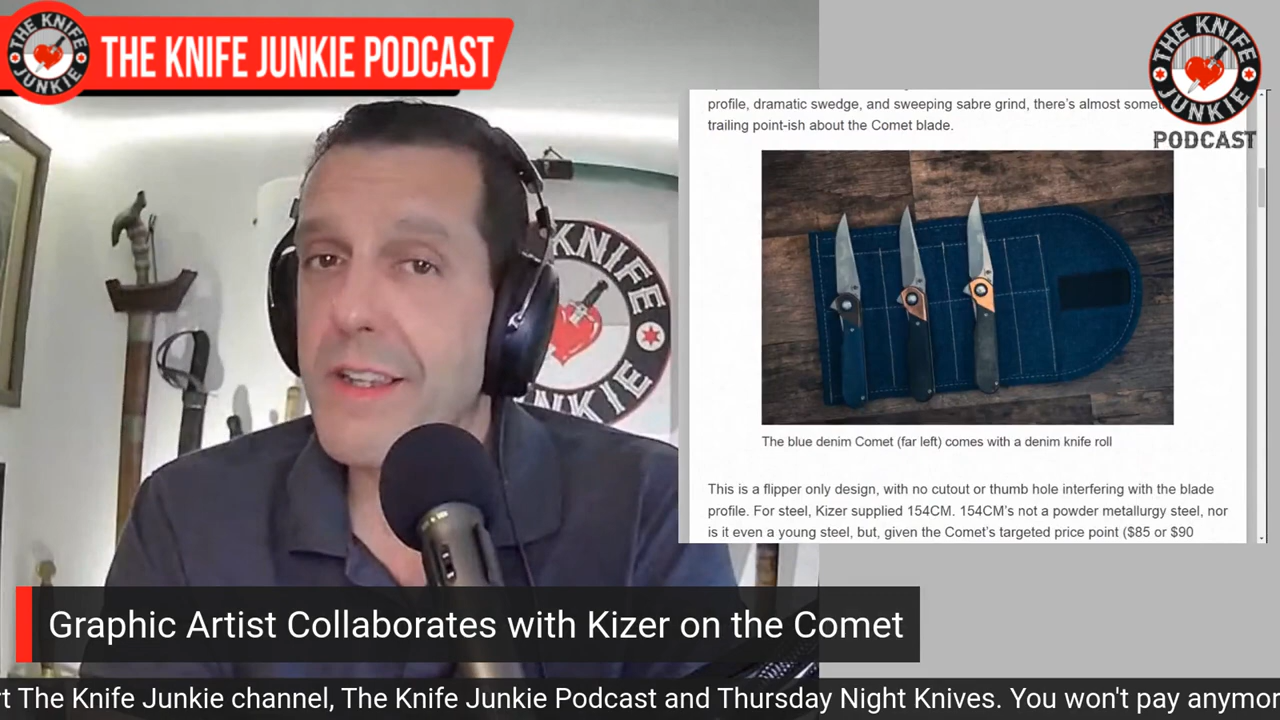 THE KNIFE JUNKIE
THE KNIFE JUNKIE PODCAST
THE KNIFE JUNKIE
PODCAST
KNIFE
JUNKIE
KN
profile, dramatic swedge, and sweeping sabre grind, there's almost
trailing point-ish about the Comet blade.
The blue denim Comet (far left) comes with a denim knife roll
This is a flipper only design, with no cutout or thumb hole interfering with the blade
profile. For steel, Kizer supplied 154CM. 154CM's not a powder metallurgy steel, nor
is it even a young steel, but, given the Comet's targeted price point ($85 or $90
Graphic Artist Collaborates with Kizer on the Comet
t The Knife Junkie channel, The Knife Junkie Podcast and Thursday Night Knives. You won't pay anymor